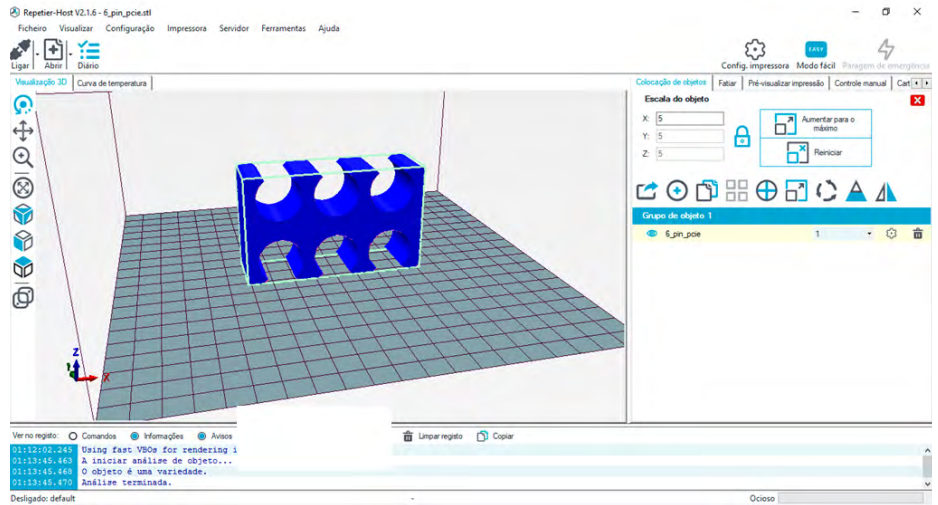 Repetier-Host V2.1.6 - 6_pin_pcie.stl
Ficheiro Visualizar Configuração Impressora Servidor Ferramentas Ajuda
Ligar Abrir Diário
EASY
Config. impressora Modo fácil Paragem de emergência
Visualização 3D Curva de temperatura
Colocação de objetos Fatiar Pré-visualizar impressão Controle manual Cart
Escala do objeto
X: 5
Y: 5
Z: 5
Aumentar para o
máximo
Reiniciar
Grupo de objeto 1
6_pin_pcie 1
Z
X
Ver no registo: Comandos Informações Avisos Limpar registo Copiar
01:12:02.245 Using fast VBOs for rendering
01:13:45.463 A iniciar análise de objeto...
01:13:45.468 O objeto é uma variedade.
01:13:45.470 Análise terminada.
Desligado: default - Ocioso